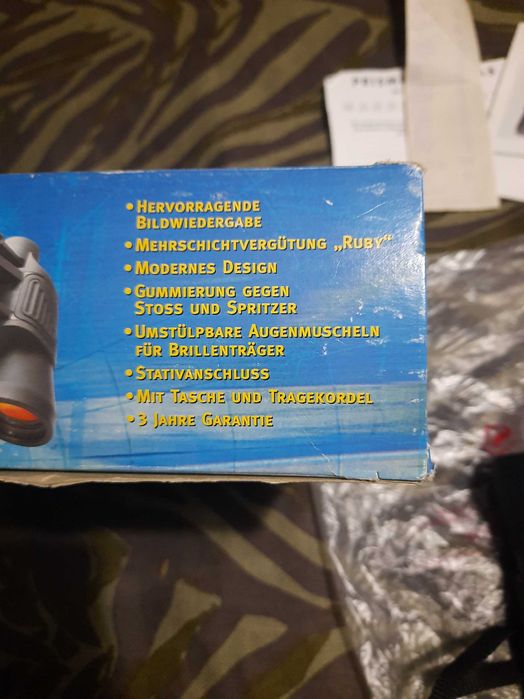 PRISM
• HERVORRAGENDE
BILDWIEDERGABE
• MEHRSCHICHTVERGÜTUNG „RUBY“
• MODERNES DESIGN
• GUMMIERUNG GEGEN
STOSS UND SPRITZER
• UMSTÜLPBARE AUGENMUSCHELN
FÜR BRILLENTRÄGER
• STATIVANSCHLUSS
• MIT TASCHE UND TRAGEKORDEL
• 3 JAHRE GARANTIE